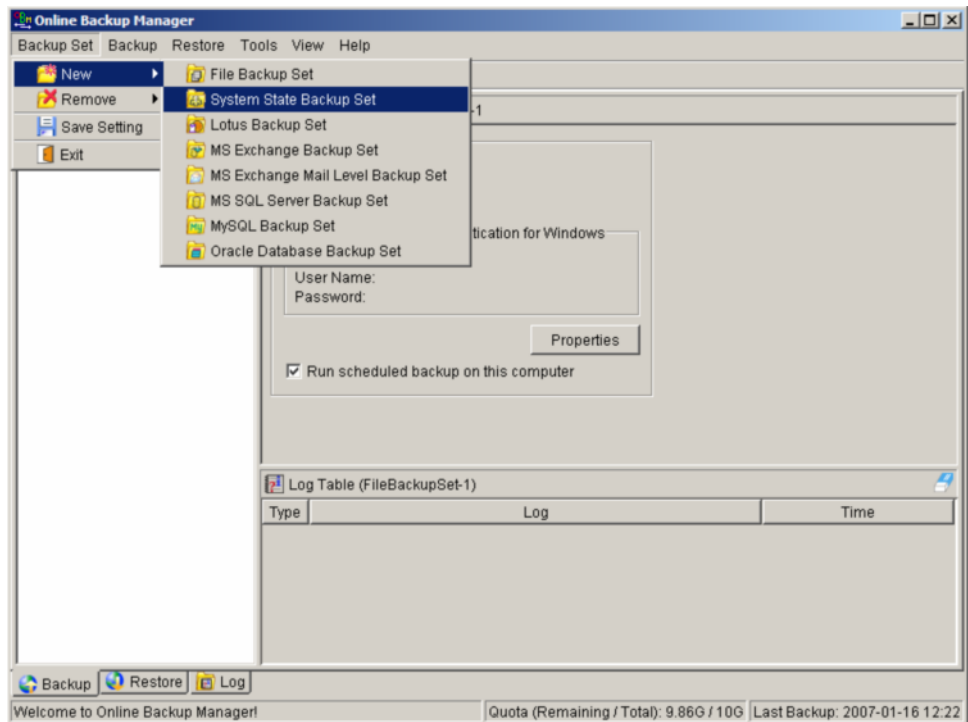 Online Backup Manager
Backup Set Backup Restore Tools View Help
New
File Backup Set
Remove
System State Backup Set
-1
Save Setting
Lotus Backup Set
Exit
MS Exchange Backup Set
MS Exchange Mail Level Backup Set
MS SQL Server Backup Set
MySQL Backup Set
tication for Windows
Oracle Database Backup Set
User Name:
Password:
Properties
Run scheduled backup on this computer
Log Table (FileBackupSet-1)
Type Log Time
Backup Restore Log
Welcome to Online Backup Manager! Quota (Remaining / Total): 9.86G / 10G Last Backup: 2007-01-16 12:22